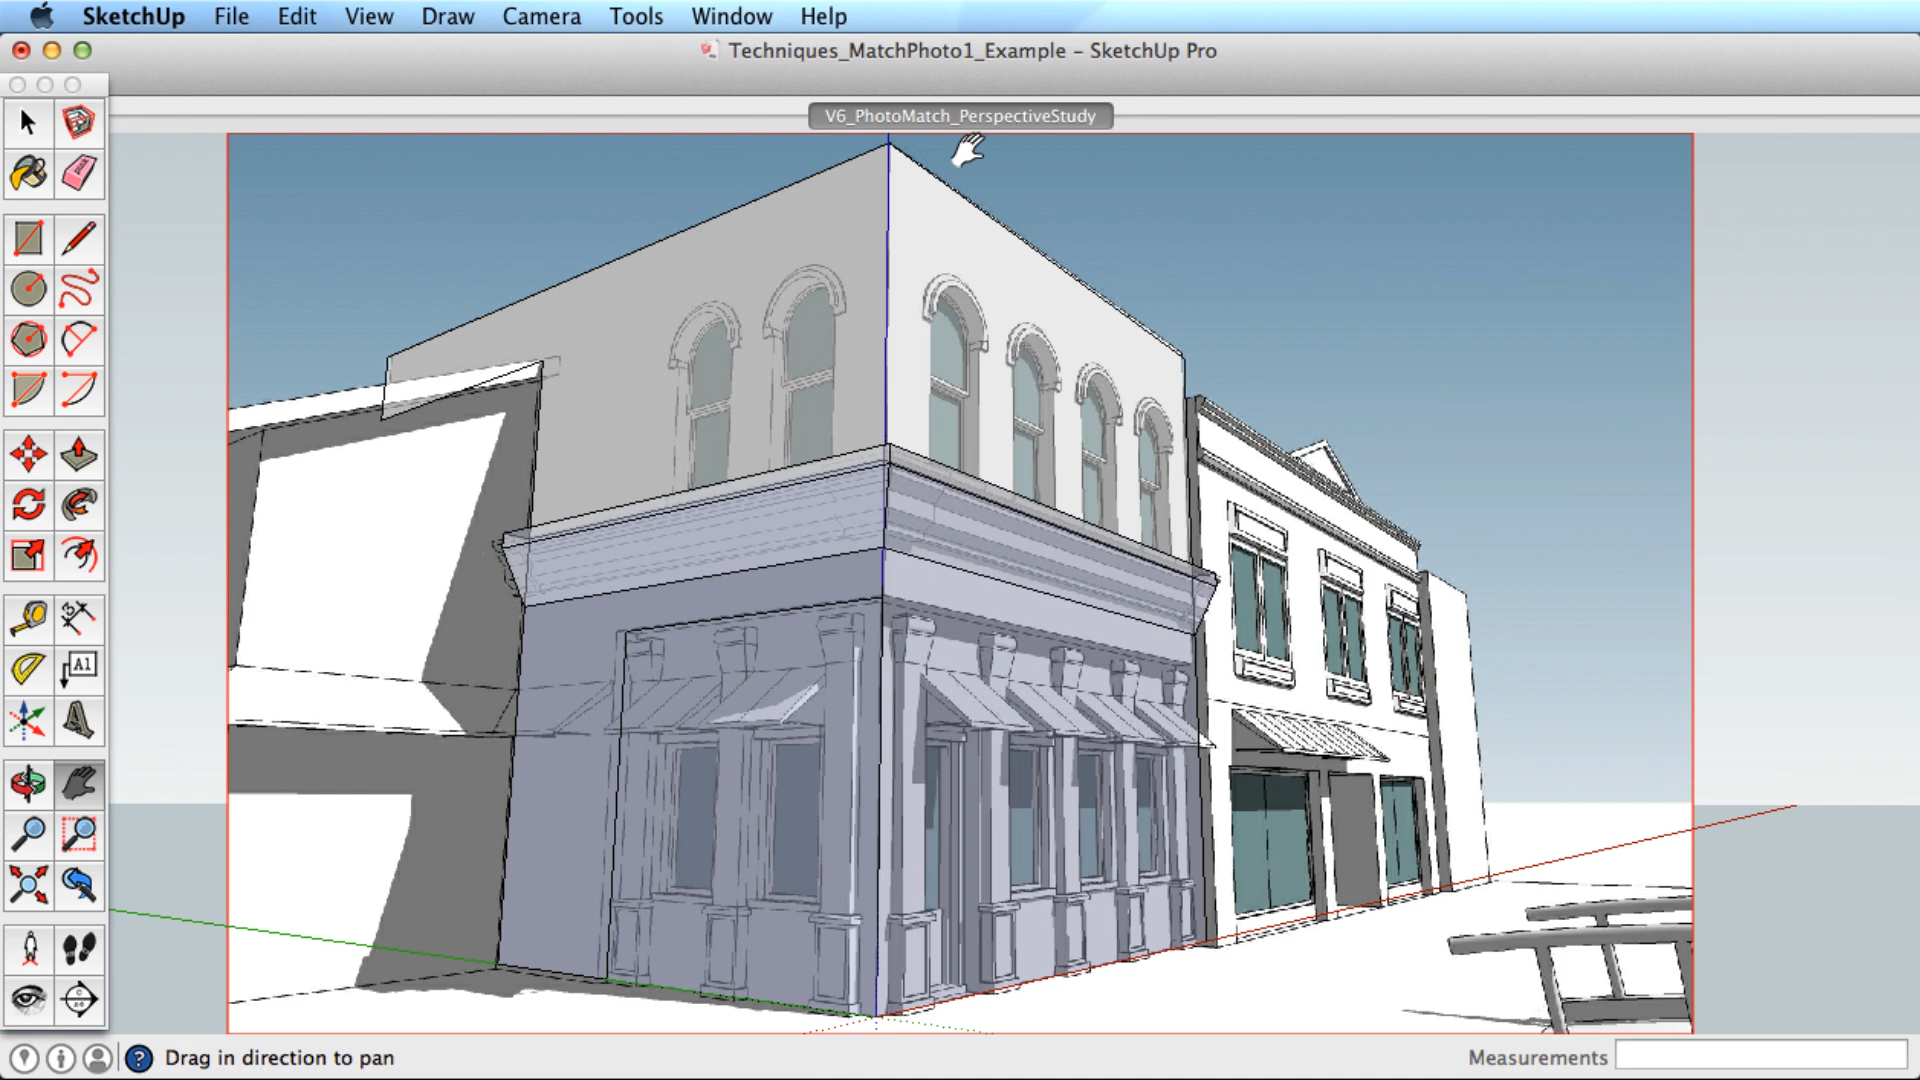 SketchUp File Edit View Draw Camera Tools Window Help
Techniques_MatchPhoto1_Example – SketchUp Pro
V6_PhotoMatch_PerspectiveStudy
A1
Drag in direction to pan
Measurements